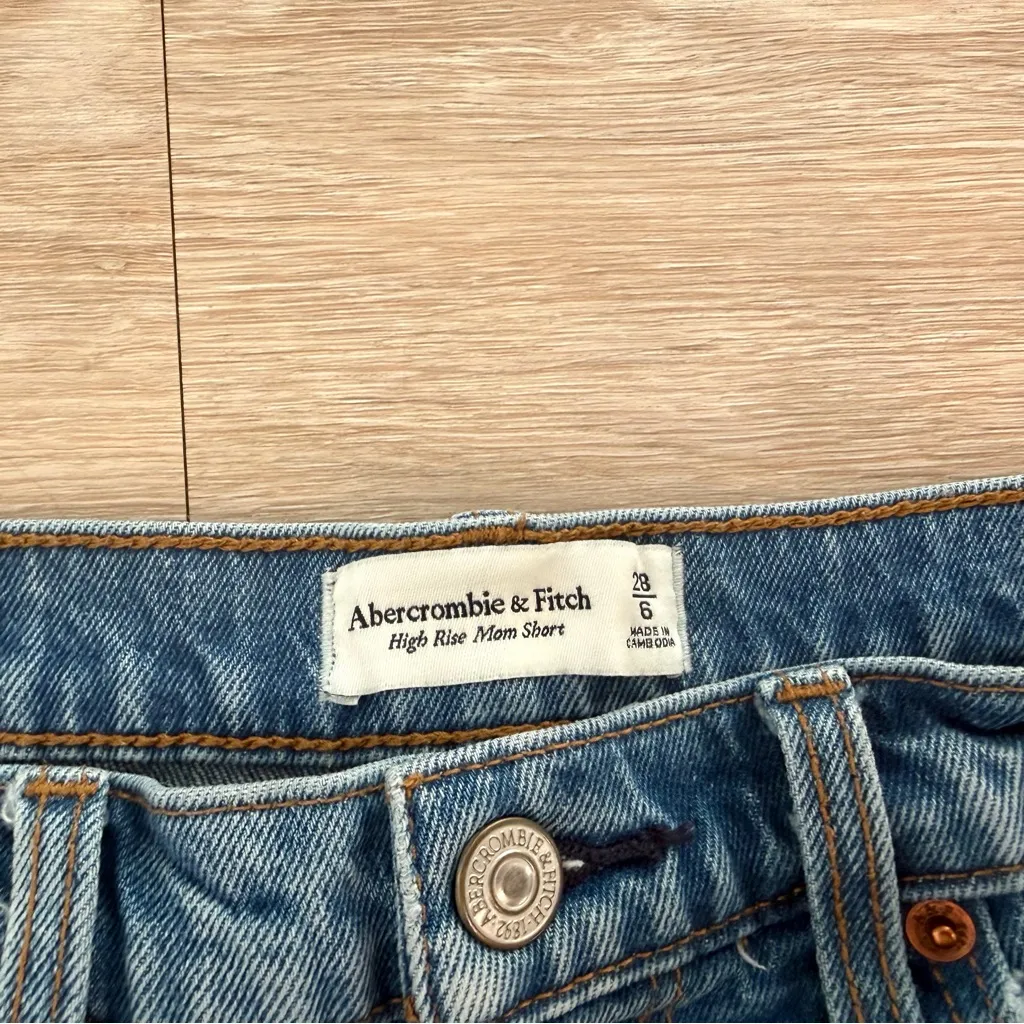 Abercrombie & Fitch
High Rise Mom Short
28
6
MADE IN
CAMBODIA
ABERCROMBIE & FITCH · 1892 ·